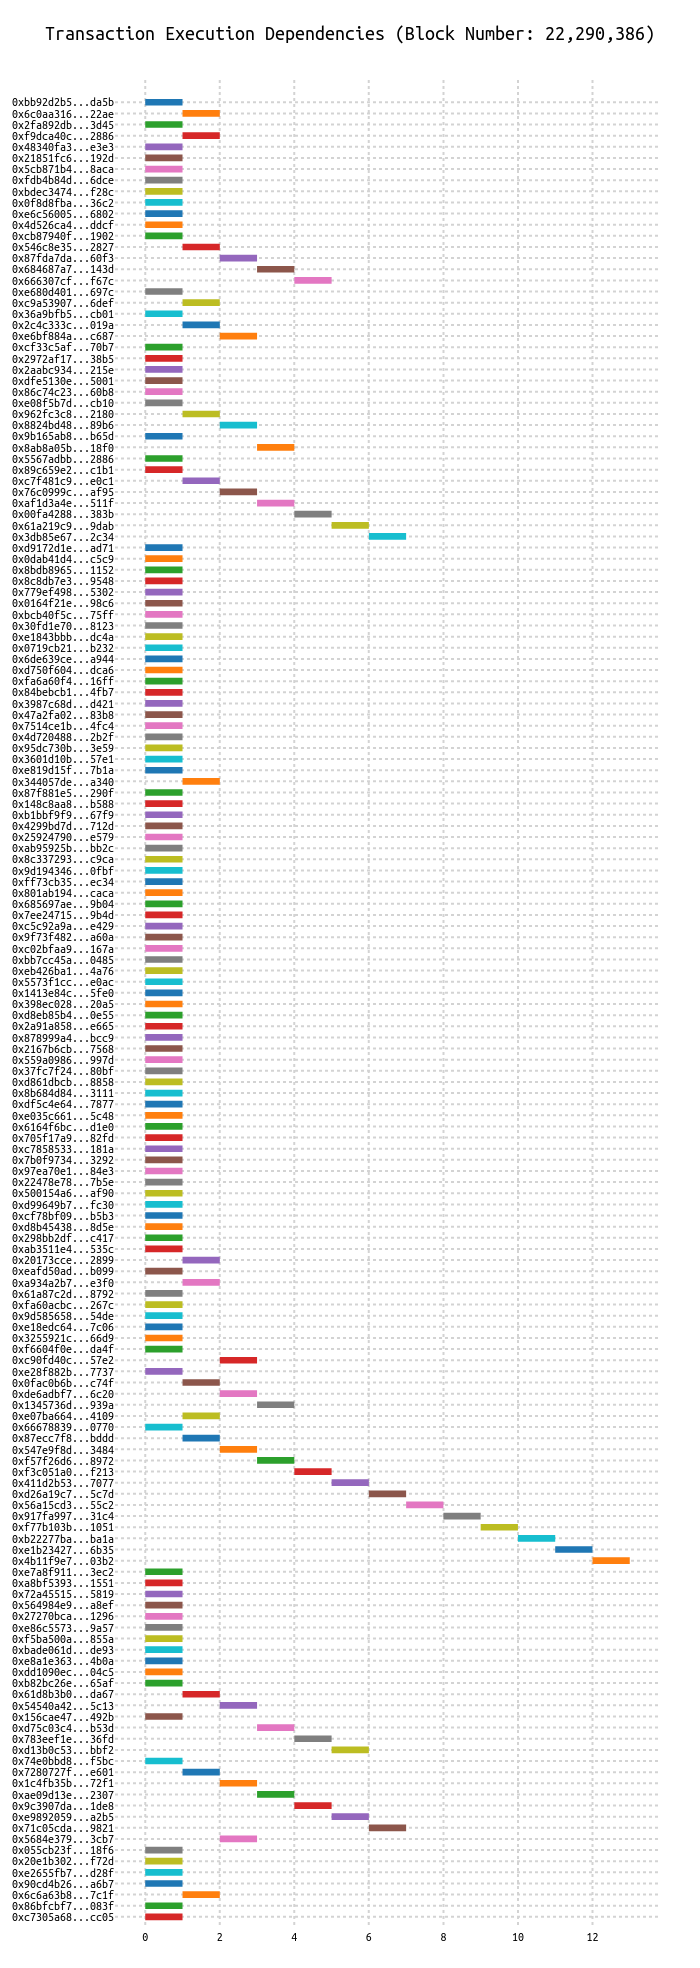 Transaction Execution Dependencies (Block Number: 22,290,386)
0xbb92d2b5...da5b
0x6c0aa316...22ae
0x2fa892db...3d45
0xf9dca40c...2886
0x48340fa3...e3e3
0x21851fc6...192d
0x5cb871b4...8aca
0xfdb4b84d...6dce
0xbdec3474...f28c
0x0f8d8fba...36c2
0xe6c56005...6802
0x4d526ca4...ddcf
0xcb87940f...1902
0x546c8e35...2827
0x87fda7da...60f3
0x684687a7...143d
0x666307cf...f67c
0xe680d401...697c
0xc9a53907...6def
0x36a9bfb5...cb01
0x2c4c333c...019a
0xe6bf884a...c687
0xcf33c5af...70b7
0x2972af17...38b5
0x2aabc934...215e
0xdfe5130e...5001
0x86c74c23...60b8
0xe08f5b7d...cb10
0x962fc3c8...2180
0x8824bd48...89b6
0x9b165ab8...b65d
0x8ab8a05b...18f0
0x5567adbb...2886
0x89c659e2...c1b1
0xc7f481c9...e0c1
0x76c0999c...af95
0xaf1d3a4e...511f
0x00fa4288...383b
0x61a219c9...9dab
0x3db85e67...2c34
0xd9172d1e...ad71
0x0dab41d4...c5c9
0x8bdb8965...1152
0x8c8db7e3...9548
0x779ef498...5302
0x0164f21e...98c6
0xbcb40f5c...75ff
0x30fd1e70...8123
0xe1843bbb...dc4a
0x0719cb21...b232
0x6de639ce...a944
0xd750f604...dca6
0xfa6a60f4...16ff
0x84bebcb1...4fb7
0x3987c68d...d421
0x47a2fa02...83b8
0x7514ce1b...4fc4
0x4d720488...2b2f
0x95dc730b...3e59
0x3601d10b...57e1
0xe819d15f...7b1a
0x344057de...a340
0x87f881e5...290f
0x148c8aa8...b588
0xb1bbf9f9...67f9
0x4299bd7d...712d
0x25924790...e579
0xab95925b...bb2c
0x8c337293...c9ca
0x9d194346...0fbf
0xff73cb35...ec34
0x801ab194...caca
0x685697ae...9b04
0x7ee24715...9b4d
0xc5c92a9a...e429
0x9f73f482...a60a
0xc02bfaa9...167a
0xbb7cc45a...0485
0xeb426ba1...4a76
0x5573f1cc...e0ac
0x1413e84c...5fe0
0x398ec028...20a5
0xd8eb85b4...0e55
0x2a91a858...e665
0x878999a4...bcc9
0x2167b6cb...7568
0x559a0986...997d
0x37fc7f24...80bf
0xd861dbcb...8858
0x8b684d84...3111
0xdf5c4e64...7877
0xe035c661...5c48
0x6164f6bc...d1e0
0x705f17a9...82fd
0xc7858533...181a
0x7b0f9734...3292
0x97ea70e1...84e3
0x22478e78...7b5e
0x500154a6...af90
0xd99649b7...fc30
0xcf78bf09...b5b3
0xd8b45438...8d5e
0x298bb2df...c417
0xab3511e4...535c
0x20173cce...2899
0xeafd50ad...b099
0xa934a2b7...e3f0
0x61a87c2d...8792
0xfa60acbc...267c
0x9d585658...54de
0xe18edc64...7c06
0x3255921c...66d9
0xf6604f0e...da4f
0xc90fd40c...57e2
0xe28f882b...7737
0x0fac0b6b...c74f
0xde6adbf7...6c20
0x1345736d...939a
0xe07ba664...4109
0x66678839...0770
0x87ecc7f8...bddd
0x547e9f8d...3484
0xf57f26d6...8972
0xf3c051a0...f213
0x411d2b53...7077
0xd26a19c7...5c7d
0x56a15cd3...55c2
0x917fa997...31c4
0xf77b103b...1051
0xb22277ba...ba1a
0xe1b23427...6b35
0x4b11f9e7...03b2
0xe7a8f911...3ec2
0xa8bf5393...1551
0x72a45515...5819
0x564984e9...a8ef
0x27270bca...1296
0xe86c5573...9a57
0xf5ba500a...855a
0xbade061d...de93
0xe8a1e363...4b0a
0xdd1090ec...04c5
0xb82bc26e...65af
0x61d8b3b0...da67
0x54540a42...5c13
0x156cae47...492b
0xd75c03c4...b53d
0x783eef1e...36fd
0xd13b0c53...bbf2
0x74e0bbd8...f5bc
0x7280727f...e601
0x1c4fb35b...72f1
0xae09d13e...2307
0x9c3907da...1de8
0xe9892059...a2b5
0x71c05cda...9821
0x5684e379...3cb7
0x055cb23f...18f6
0x20e1b302...f72d
0xe2655fb7...d28f
0x90cd4b26...a6b7
0x6c6a63b8...7c1f
0x86bfcbf7...083f
0xc7305a68...cc05
0 2 4 6 8 10 12